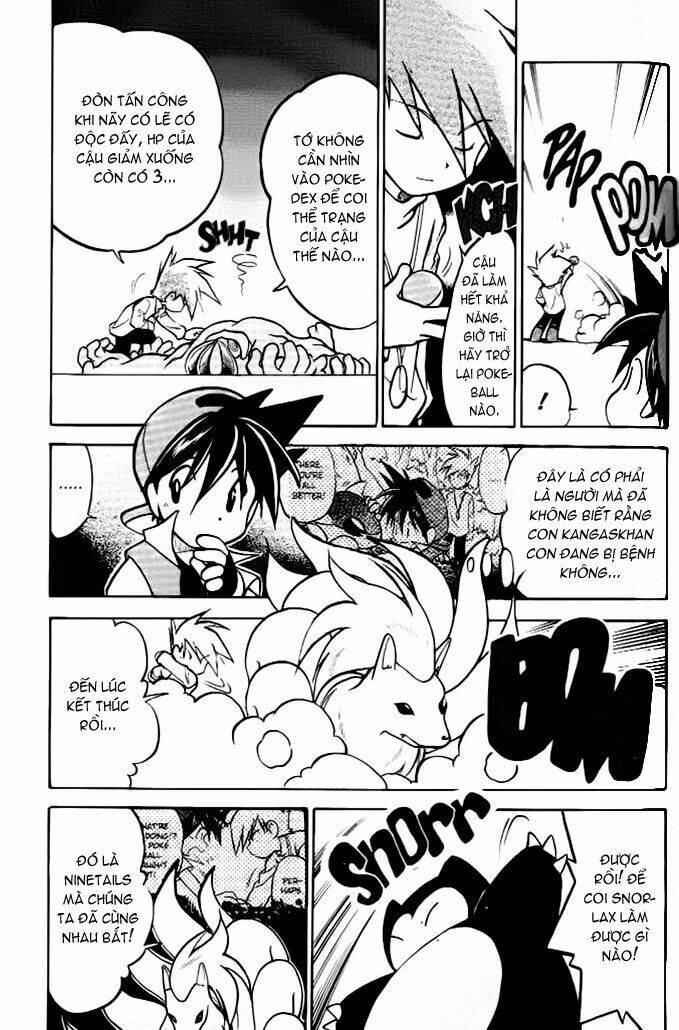 PAP
POM
!
CẬU
ĐÃ LÀM
HẾT KHẢ
NĂNG.
GIỜ THÌ
HÃY TRỞ
LẠI POKE-
BALL
NÀO.
TỚ KHÔNG
CẦN NHÌN
VÀO POKE-
DEX ĐỂ COI
THỂ TRẠNG
CỦA CẬU
THẾ NÀO...
ĐÒN TẤN CÔNG
KHI NÃY CÓ LẼ CÓ
ĐỘC ĐẤY, HP CỦA
CẬU GIẢM XUỐNG
CÒN CÓ 3...
SHHT
ĐÂY LÀ CÓ PHẢI
LÀ NGƯỜI MÀ ĐÃ
KHÔNG BIẾT RẰNG
CON KANGASKHAN
CON ĐANG BỊ BỆNH
KHÔNG...
ALL
BETTER!
......
BOM
ĐẾN LÚC
KẾT THÚC
RỒI...
ĐƯỢC
RỒI! ĐỂ
COI SNOR-
LAX LÀM
ĐƯỢC GÌ
NÀO!
SNORR
PER-
HAPS
POKé
ĐÓ LÀ
NINETAILS
MÀ CHÚNG
TA ĐÃ CÙNG
NHAU BẮT!